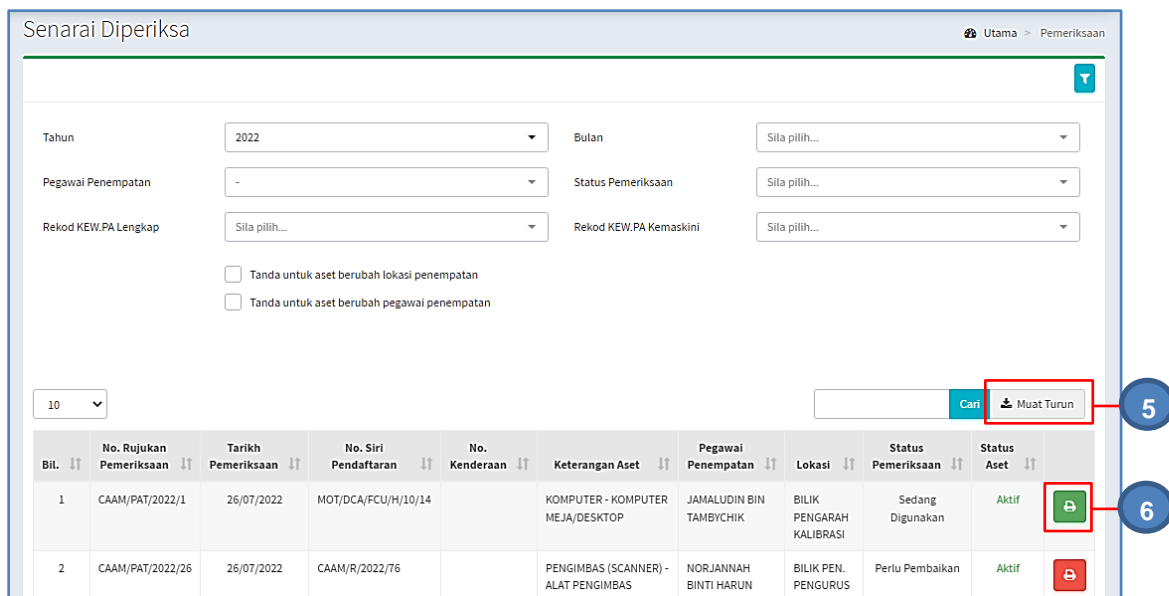 Senarai Diperiksa
Utama > Pemeriksaan
Tahun
2022
Bulan
Sila pilih...
Pegawai Penempatan
-
Status Pemeriksaan
Sila pilih...
Rekod KEW.PA Lengkap
Sila pilih...
Rekod KEW.PA Kemaskini
Sila pilih...
Tanda untuk aset berubah lokasi penempatan
Tanda untuk aset berubah pegawai penempatan
10
Cari
Muat Turun
5
Bil.
No. Rujukan
Pemeriksaan
Tarikh
Pemeriksaan
No. Siri
Pendaftaran
No.
Kenderaan
Keterangan Aset
Pegawai
Penempatan
Lokasi
Status
Pemeriksaan
Status
Aset
1
CAAM/PAT/2022/1
26/07/2022
MOT/DCA/FCU/H/10/14
KOMPUTER - KOMPUTER
MEJA/DESKTOP
JAMALUDIN BIN
TAMBYCHIK
BILIK
PENGARAH
KALIBRASI
Sedang
Digunakan
Aktif
6
2
CAAM/PAT/2022/26
26/07/2022
CAAM/R/2022/76
PENGIMBAS (SCANNER) -
ALAT PENGIMBAS
NORJANNAH
BINTI HARUN
BILIK PEN.
PENGURUS
Perlu Pembaikan
Aktif